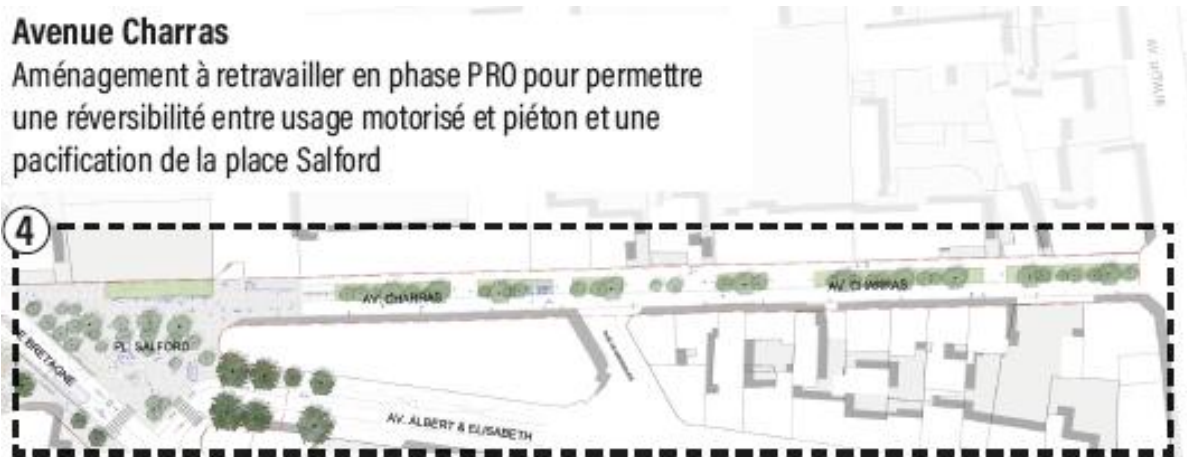 Avenue Charras
Aménagement à retravailler en phase PRO pour permettre
une réversibilité entre usage motorisé et piéton et une
pacification de la place Salford
4
AV. CHARRAS
AV. CHARRAS
PL. SALFORD
BRETAGNE
AV. ALBERT & ELISABETH